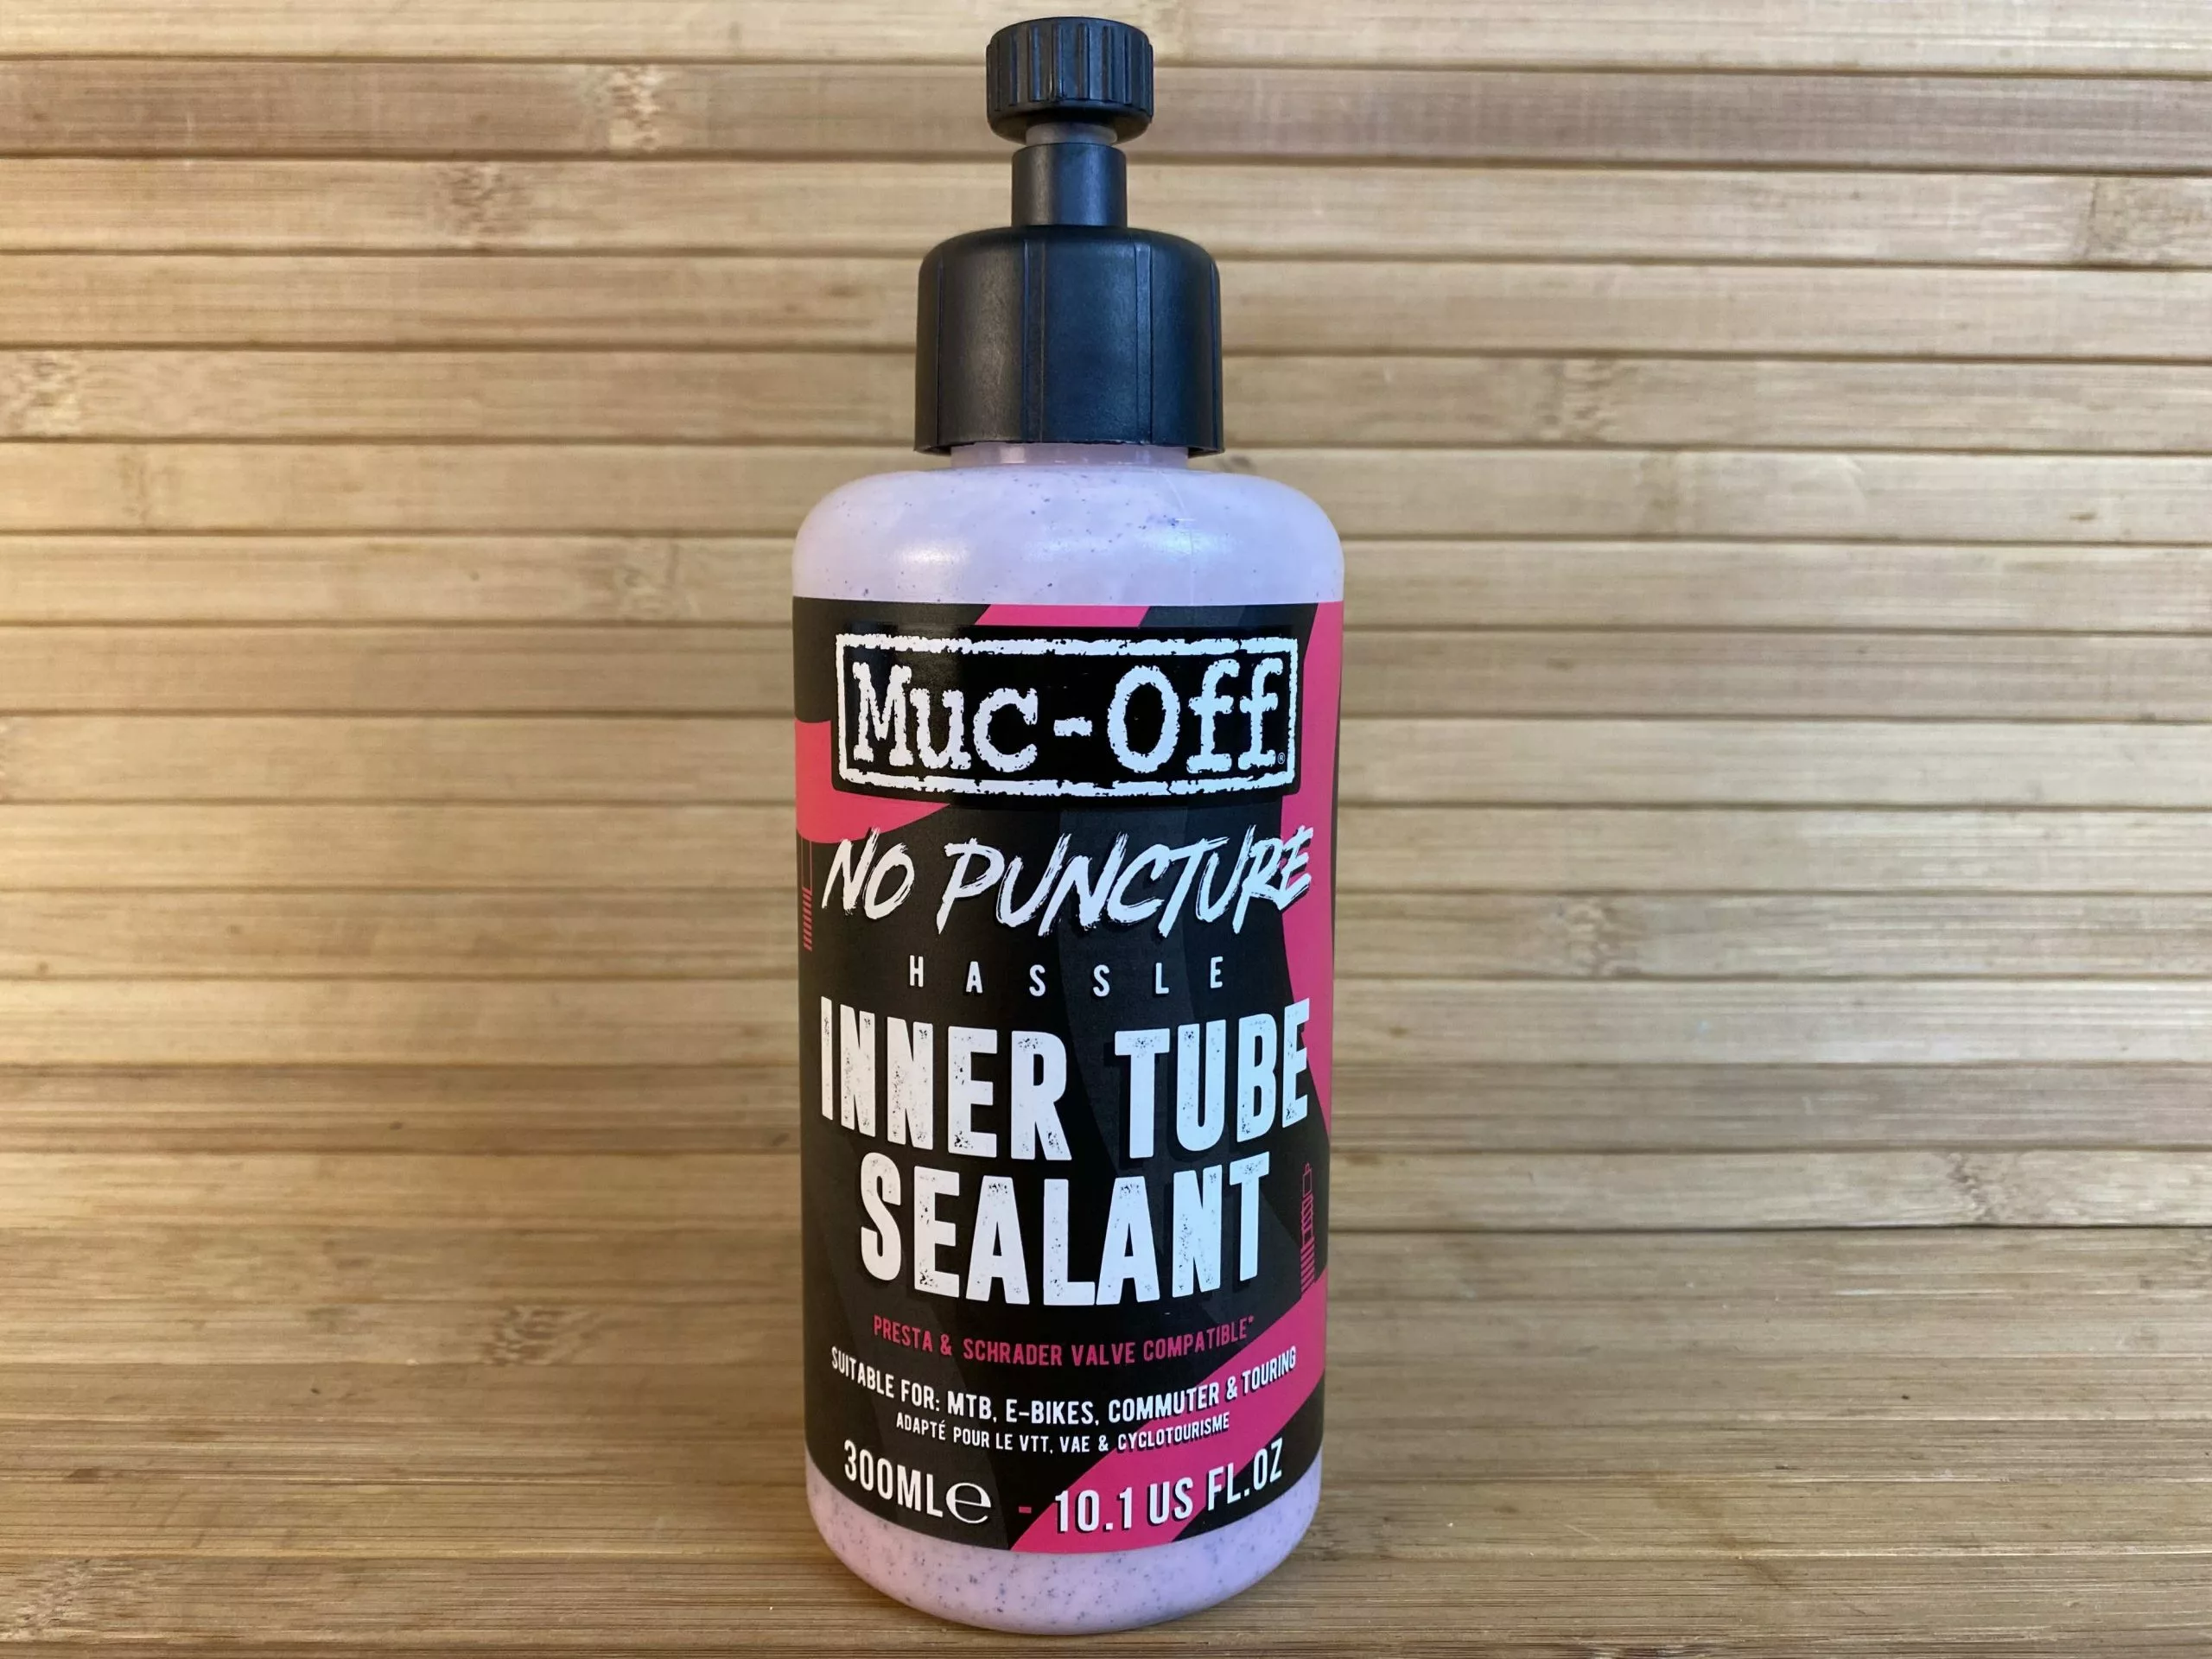 Muc-Off®
NO PUNCTURE
HASSLE
INNER TUBE
SEALANT
PRESTA & SCHRADER VALVE COMPATIBLE*
SUITABLE FOR: MTB, E-BIKES, COMMUTER & TOURING
ADAPTÉ POUR LE VTT, VAE & CYCLOTOURISME
300MLe - 10.1 US FL.OZ